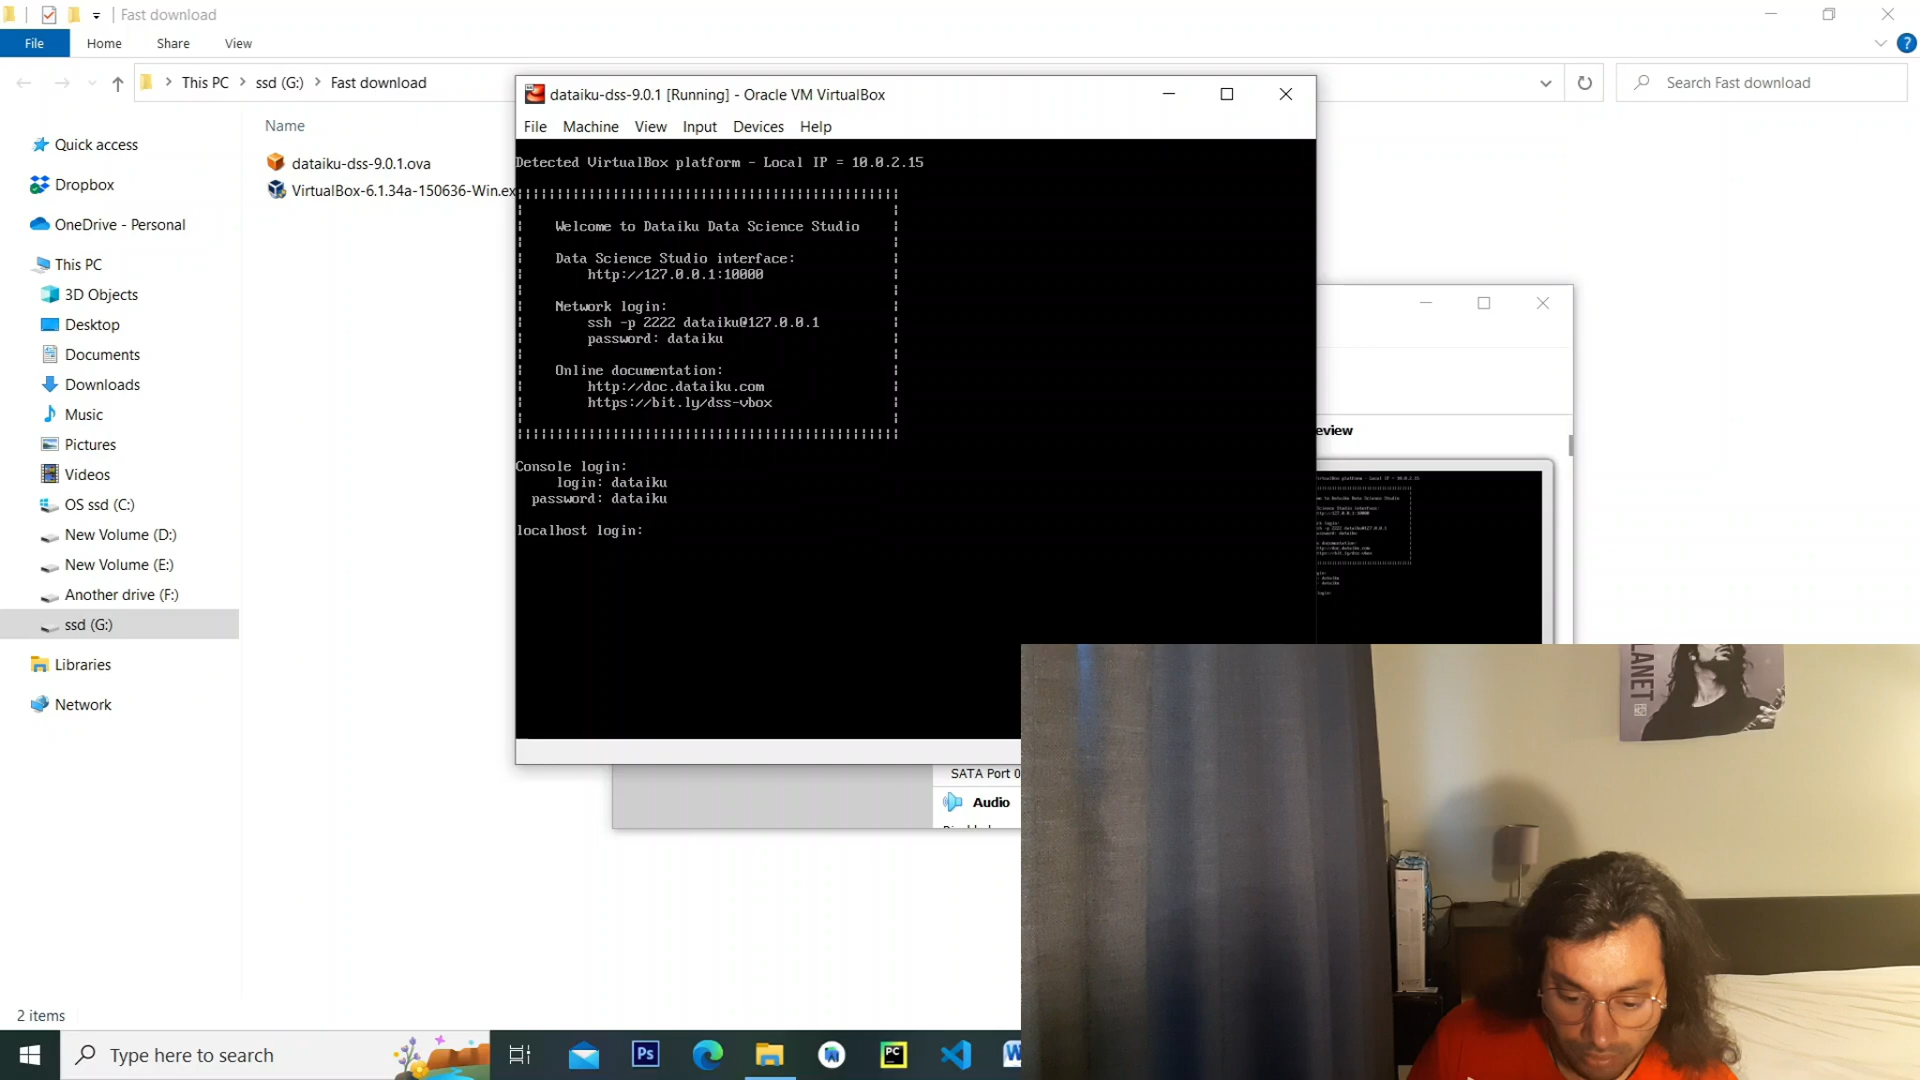 Fast download
File Home Share View
This PC ssd (G:) Fast download
Search Fast download
Quick access
Dropbox
OneDrive - Personal
This PC
3D Objects
Desktop
Documents
Downloads
Music
Pictures
Videos
OS ssd (C:)
New Volume (D:)
New Volume (E:)
Another drive (F:)
ssd (G:)
Libraries
Network
Name
dataiku-dss-9.0.1.ova
VirtualBox-6.1.34a-150636-Win.ex
dataiku-dss-9.0.1 [Running] - Oracle VM VirtualBox
File Machine View Input Devices Help
Detected VirtualBox platform - Local IP = 10.0.2.15
Welcome to Dataiku Data Science Studio
Data Science Studio interface:
http://127.0.0.1:10000
Network login:
ssh -p 2222 dataiku@127.0.0.1
password: dataiku
Online documentation:
http://doc.dataiku.com
https://bit.ly/dss-vbox
Console login:
login: dataiku
password: dataiku
localhost login:
eview
SATA Port 0
Audio
LANET
2 items
Type here to search
Ps
PC
W